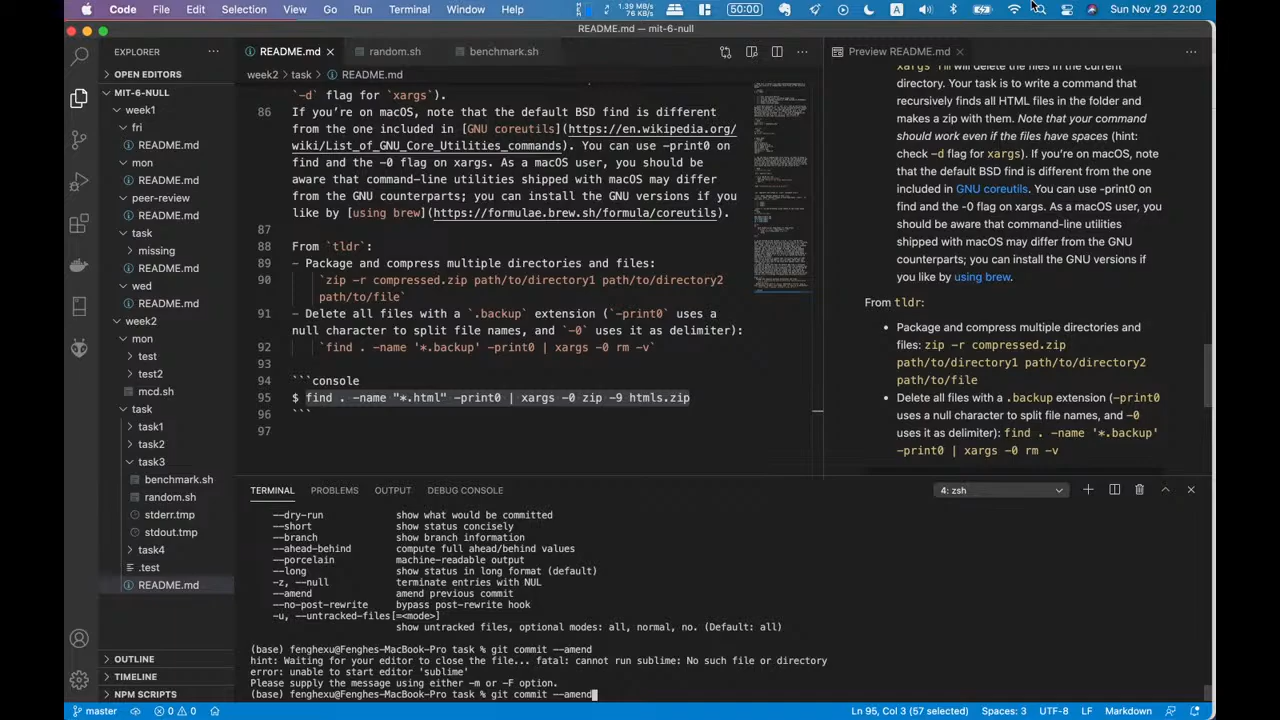 Code File Edit Selection View Go Run Terminal Window Help
1.39 MB/s
76 KB/s
50:00
A
Sun Nov 29 22:00
README.md — mit-6-null
EXPLORER
OPEN EDITORS
MIT-6-NULL
week1
fri
README.md
mon
README.md
peer-review
README.md
task
missing
README.md
wed
README.md
week2
mon
test
test2
mcd.sh
task
task1
task2
task3
benchmark.sh
random.sh
stderr.tmp
stdout.tmp
task4
.test
README.md
OUTLINE
TIMELINE
NPM SCRIPTS
README.md
random.sh
benchmark.sh
week2 > task > README.md
`-d` flag for `xargs`).
86 If you're on macOS, note that the default BSD find is different
from the one included in [GNU coreutils](https://en.wikipedia.org/
wiki/List_of_GNU_Core_Utilities_commands). You can use -print0 on
find and the -0 flag on xargs. As a macOS user, you should be
aware that command-line utilities shipped with macOS may differ
from the GNU counterparts; you can install the GNU versions if you
like by [using brew](https://formulae.brew.sh/formula/coreutils).
87
88 From `tldr`:
89 - Package and compress multiple directories and files:
90 `zip -r compressed.zip path/to/directory1 path/to/directory2
path/to/file`
91 - Delete all files with a `.backup` extension (`-print0` uses a
null character to split file names, and `-0` uses it as delimiter):
92 `find . -name '*.backup' -print0 | xargs -0 rm -v`
93
94 ```console
95 $ find . -name "*.html" -print0 | xargs -0 zip -9 htmls.zip
96 ```
97
Preview README.md
xargs rm will delete the files in the current
directory. Your task is to write a command that
recursively finds all HTML files in the folder and
makes a zip with them. Note that your command
should work even if the files have spaces (hint:
check -d flag for xargs). If you're on macOS, note
that the default BSD find is different from the one
included in GNU coreutils. You can use -print0 on
find and the -0 flag on xargs. As a macOS user, you
should be aware that command-line utilities
shipped with macOS may differ from the GNU
counterparts; you can install the GNU versions if you
like by using brew.
From tldr:
• Package and compress multiple directories and
files: zip -r compressed.zip
path/to/directory1 path/to/directory2
path/to/file
• Delete all files with a .backup extension (-print0
uses a null character to split file names, and -0
uses it as delimiter): find . -name '*.backup'
-print0 | xargs -0 rm -v
TERMINAL PROBLEMS OUTPUT DEBUG CONSOLE
4: zsh
--dry-run show what would be committed
--short show status concisely
--branch show branch information
--ahead-behind compute full ahead/behind values
--porcelain machine-readable output
--long show status in long format (default)
-z, --null terminate entries with NUL
--amend amend previous commit
--no-post-rewrite bypass post-rewrite hook
-u, --untracked-files[=<mode>]
show untracked files, optional modes: all, normal, no. (Default: all)
(base) fenghexu@Fenghes-MacBook-Pro task % git commit --amend
hint: Waiting for your editor to close the file... fatal: cannot run sublime: No such file or directory
error: unable to start editor 'sublime'
Please supply the message using either -m or -F option.
(base) fenghexu@Fenghes-MacBook-Pro task % git commit --amend
master 0 0 Ln 95, Col 3 (57 selected) Spaces: 3 UTF-8 LF Markdown